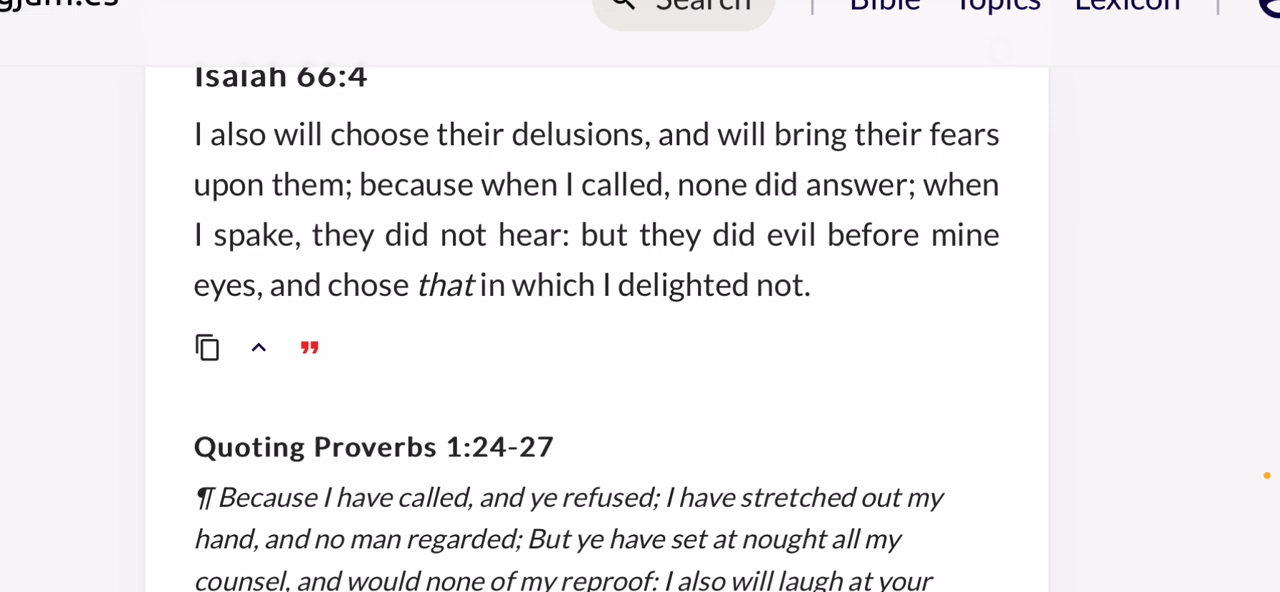 Search | Bible Topics Lexicon |
Isaiah 66:4
I also will choose their delusions, and will bring their fears
upon them; because when I called, none did answer; when
I spake, they did not hear: but they did evil before mine
eyes, and chose that in which I delighted not.
Quoting Proverbs 1:24-27
¶ Because I have called, and ye refused; I have stretched out my
hand, and no man regarded; But ye have set at nought all my
counsel, and would none of my reproof: I also will laugh at your